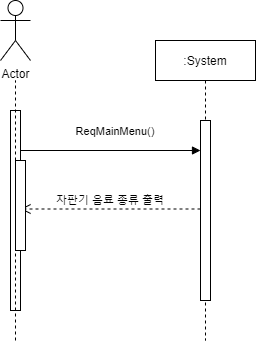 Actor
:System
ReqMainMenu()
자판기 음료 종류 출력